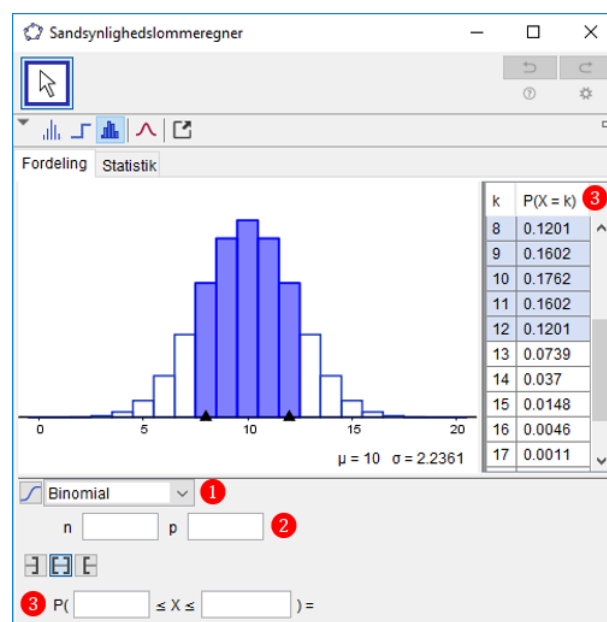 Sandsynlighedslommeregner
Fordeling Statistik
k P(X = k) 3
8 0.1201
9 0.1602
10 0.1762
11 0.1602
12 0.1201
13 0.0739
14 0.037
15 0.0148
16 0.0046
17 0.0011
0 5 10 15 20
μ = 10 σ = 2.2361
Binomial 1
n p 2
3 P( ≤ X ≤ ) =